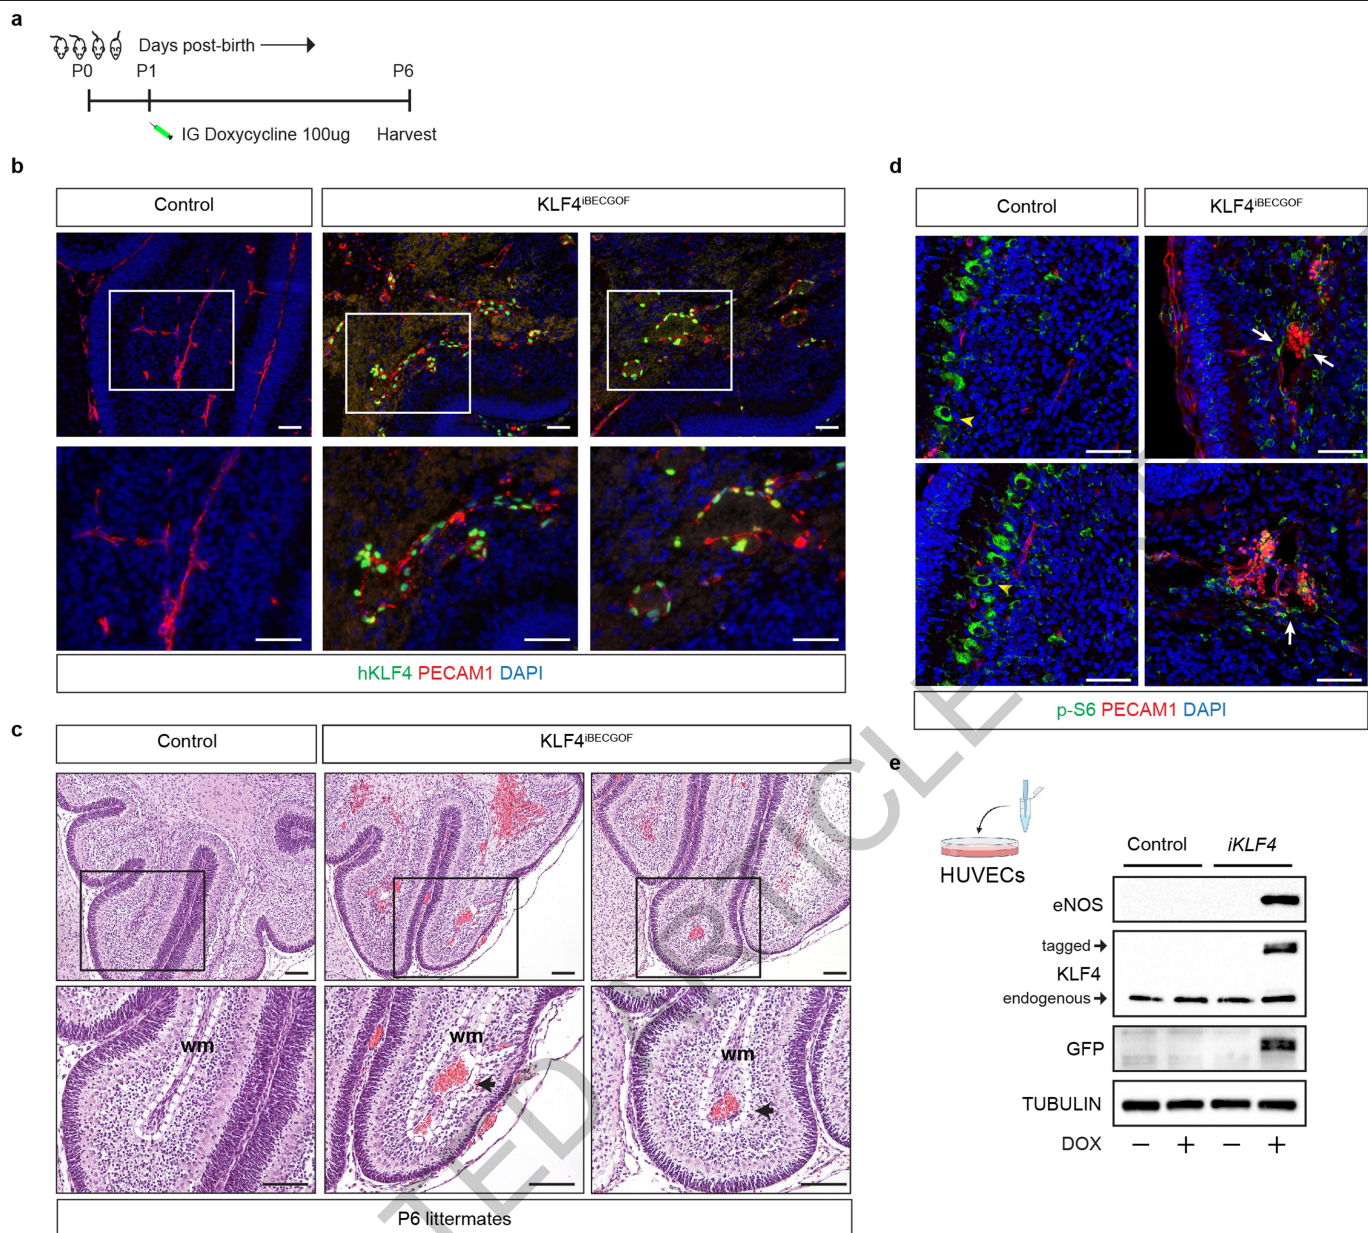 a
Days post-birth
P0 P1 P6
IG Doxycycline 100ug Harvest
b
Control KLF4iBECGOF
hKLF4 PECAM1 DAPI
c
Control KLF4iBECGOF
wm wm wm
P6 littermates
d
Control KLF4iBECGOF
p-S6 PECAM1 DAPI
e
HUVECs
Control iKLF4
eNOS
tagged
KLF4
endogenous
GFP
TUBULIN
DOX − + − +
TED ARTICLE